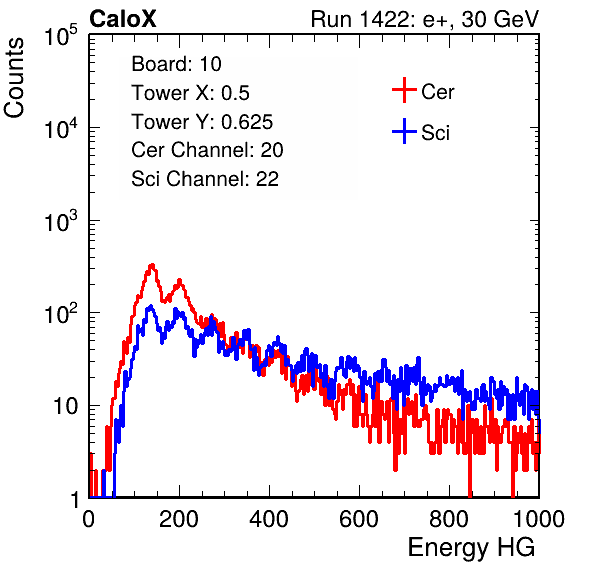 CaloX Run 1422: e+, 30 GeV
Counts
Board: 10
Tower X: 0.5
Tower Y: 0.625
Cer Channel: 20
Sci Channel: 22
Cer
Sci
10^5
10^4
10^3
10^2
10
1
0 200 400 600 800 1000
Energy HG